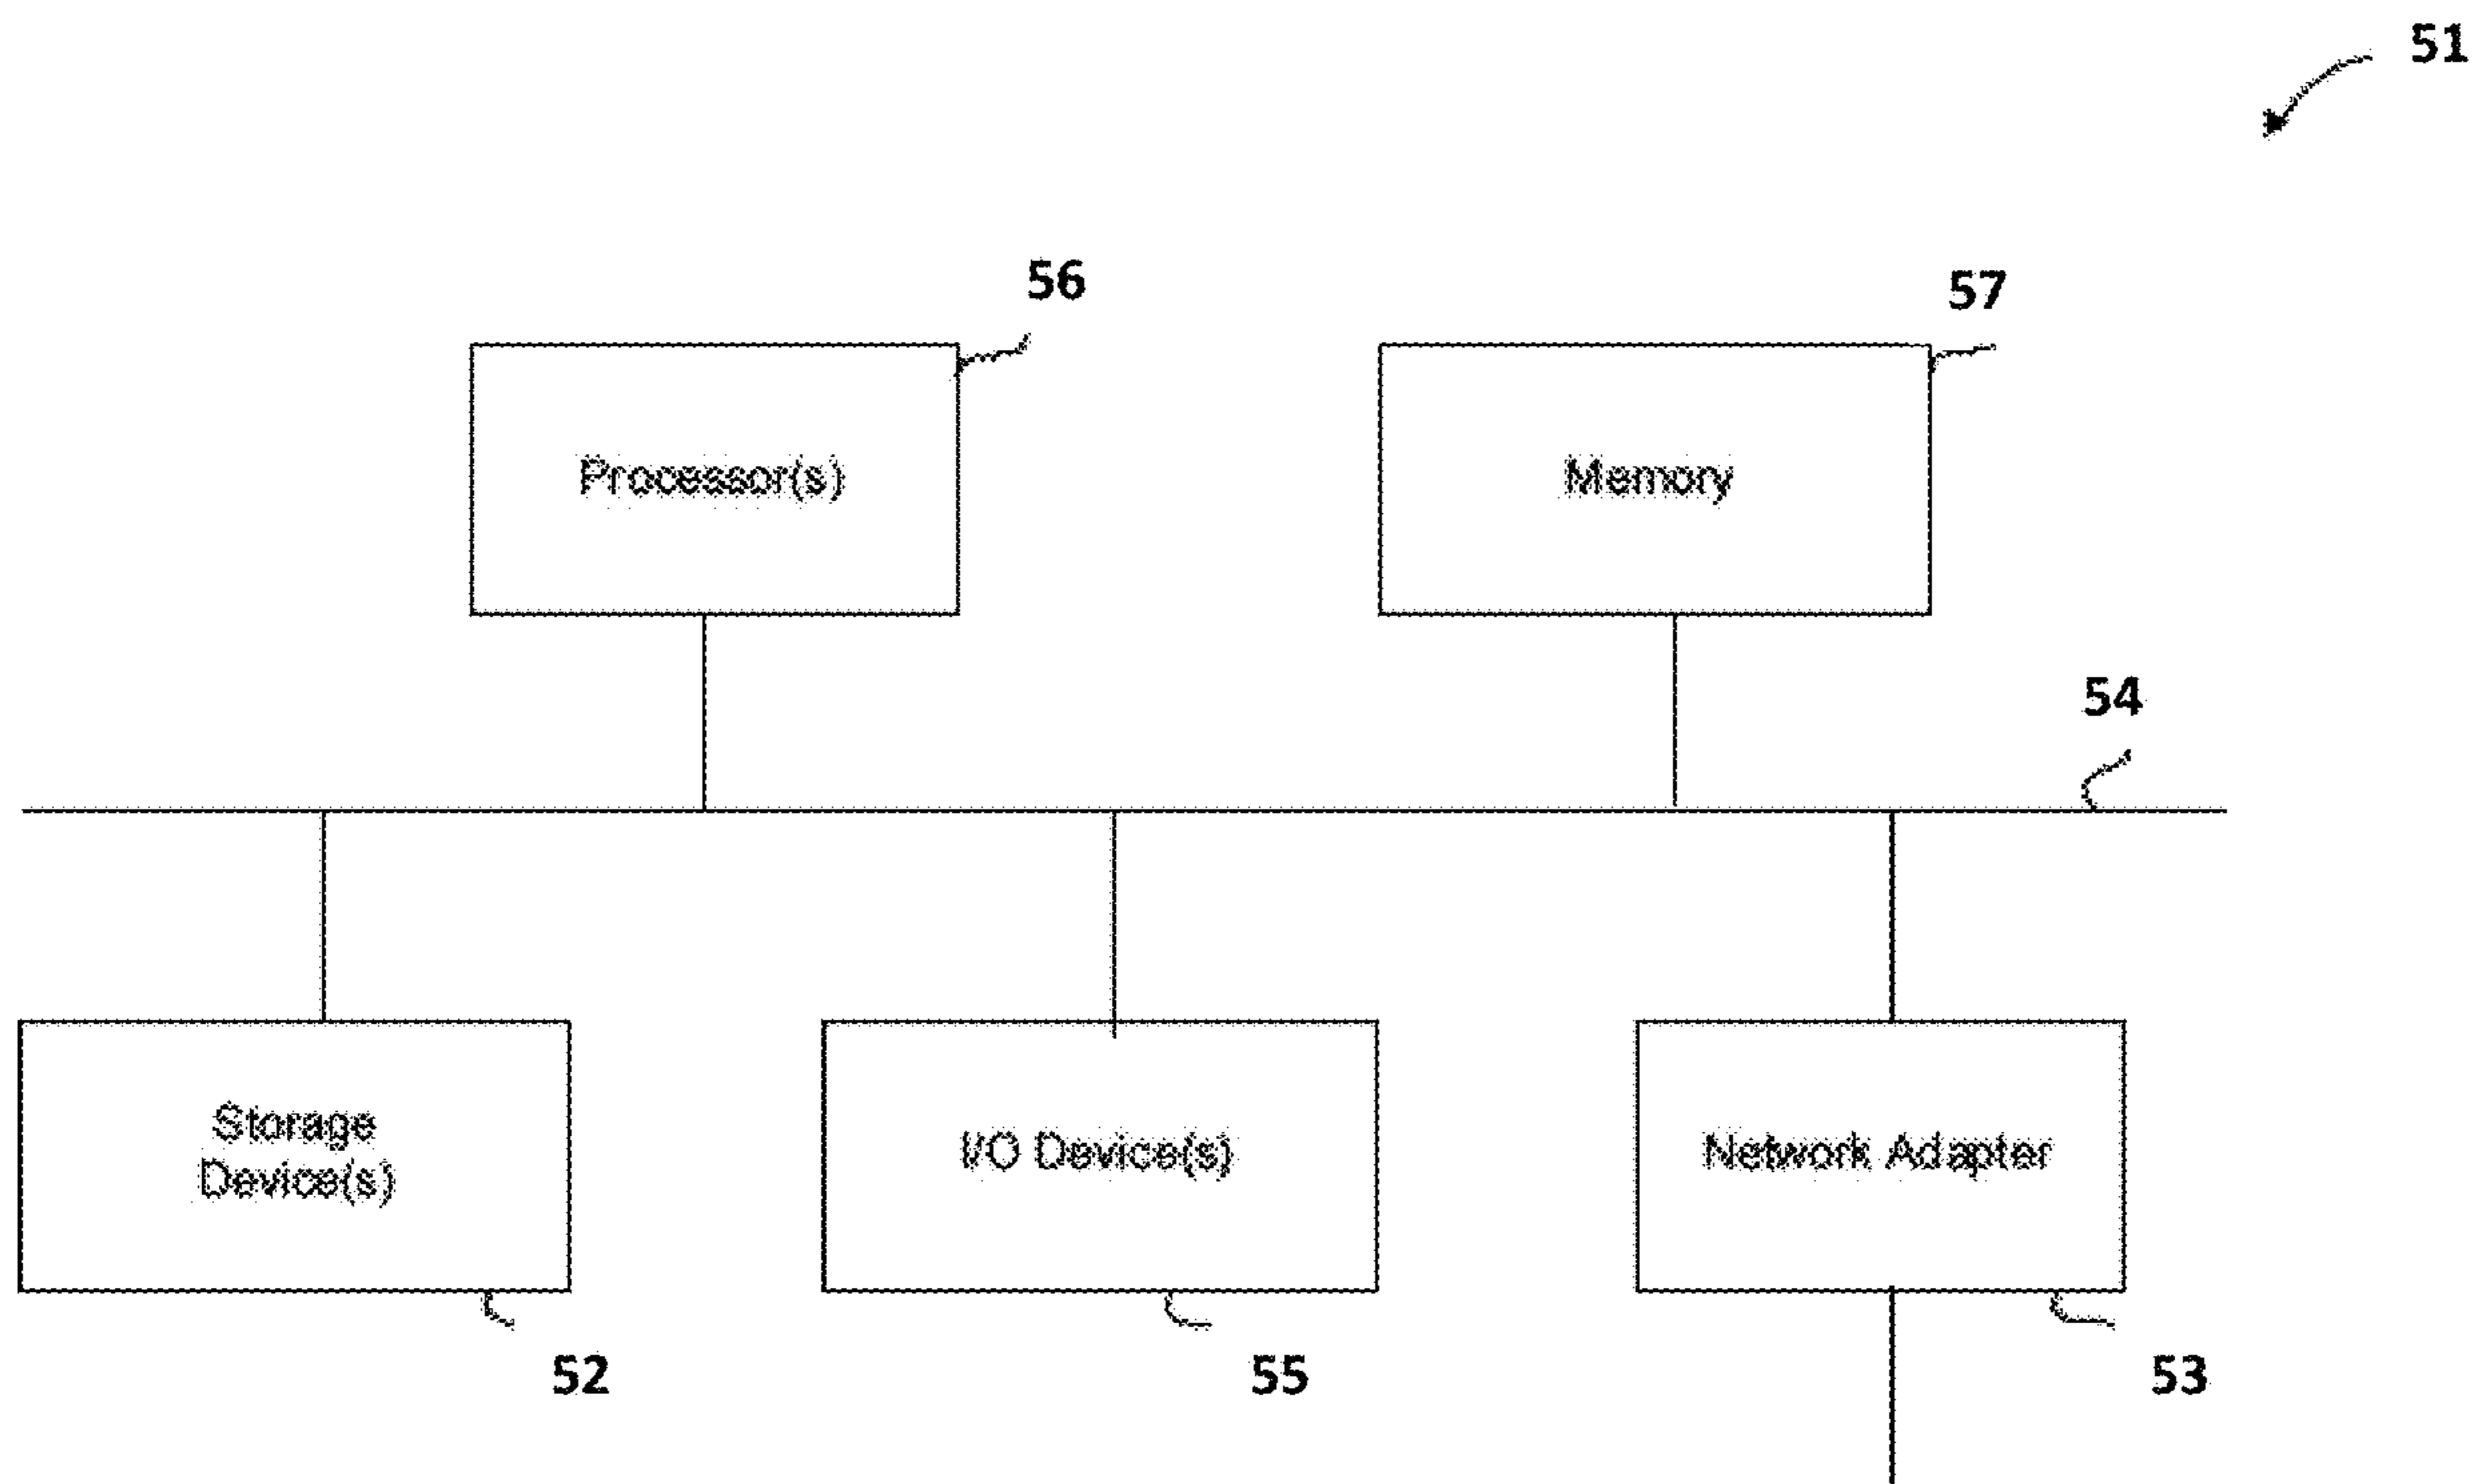 51
56
57
Processor(s)
Memory
54
Storage
Device(s)
I/O Device(s)
Network Adapter
52
55
53